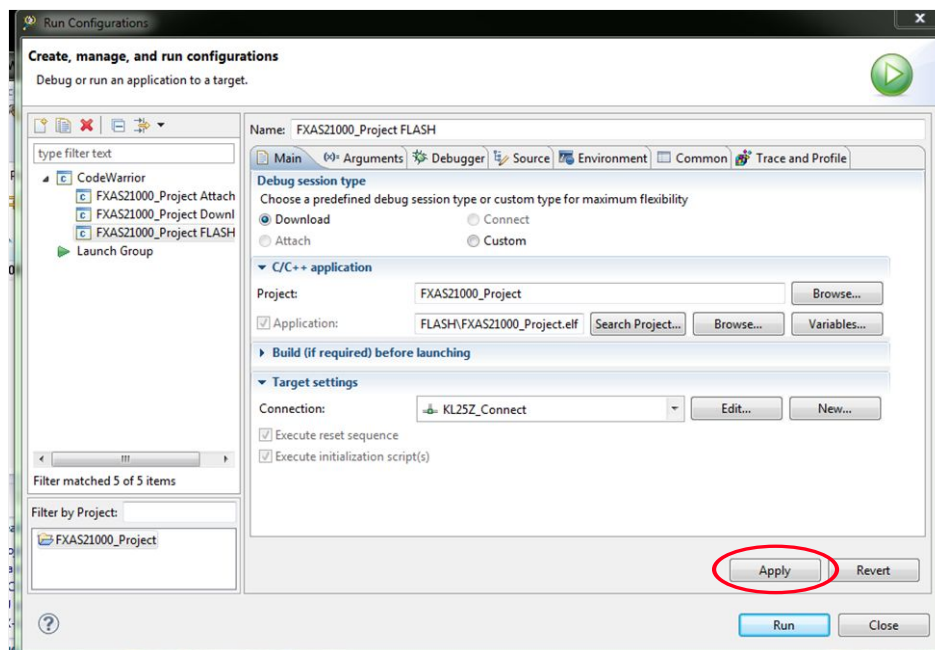 Run Configurations
x
Create, manage, and run configurations
Debug or run an application to a target.
type filter text
CodeWarrior
FXAS21000_Project Attach
FXAS21000_Project Downl
FXAS21000_Project FLASH
Launch Group
Filter matched 5 of 5 items
Filter by Project:
FXAS21000_Project
Name: FXAS21000_Project FLASH
Main (x)= Arguments Debugger Source Environment Common Trace and Profile
Debug session type
Choose a predefined debug session type or custom type for maximum flexibility
Download Connect
Attach Custom
C/C++ application
Project: FXAS21000_Project Browse...
Application: FLASH\FXAS21000_Project.elf Search Project... Browse... Variables...
Build (if required) before launching
Target settings
Connection: KL25Z_Connect Edit... New...
Execute reset sequence
Execute initialization script(s)
Apply Revert
? Run Close